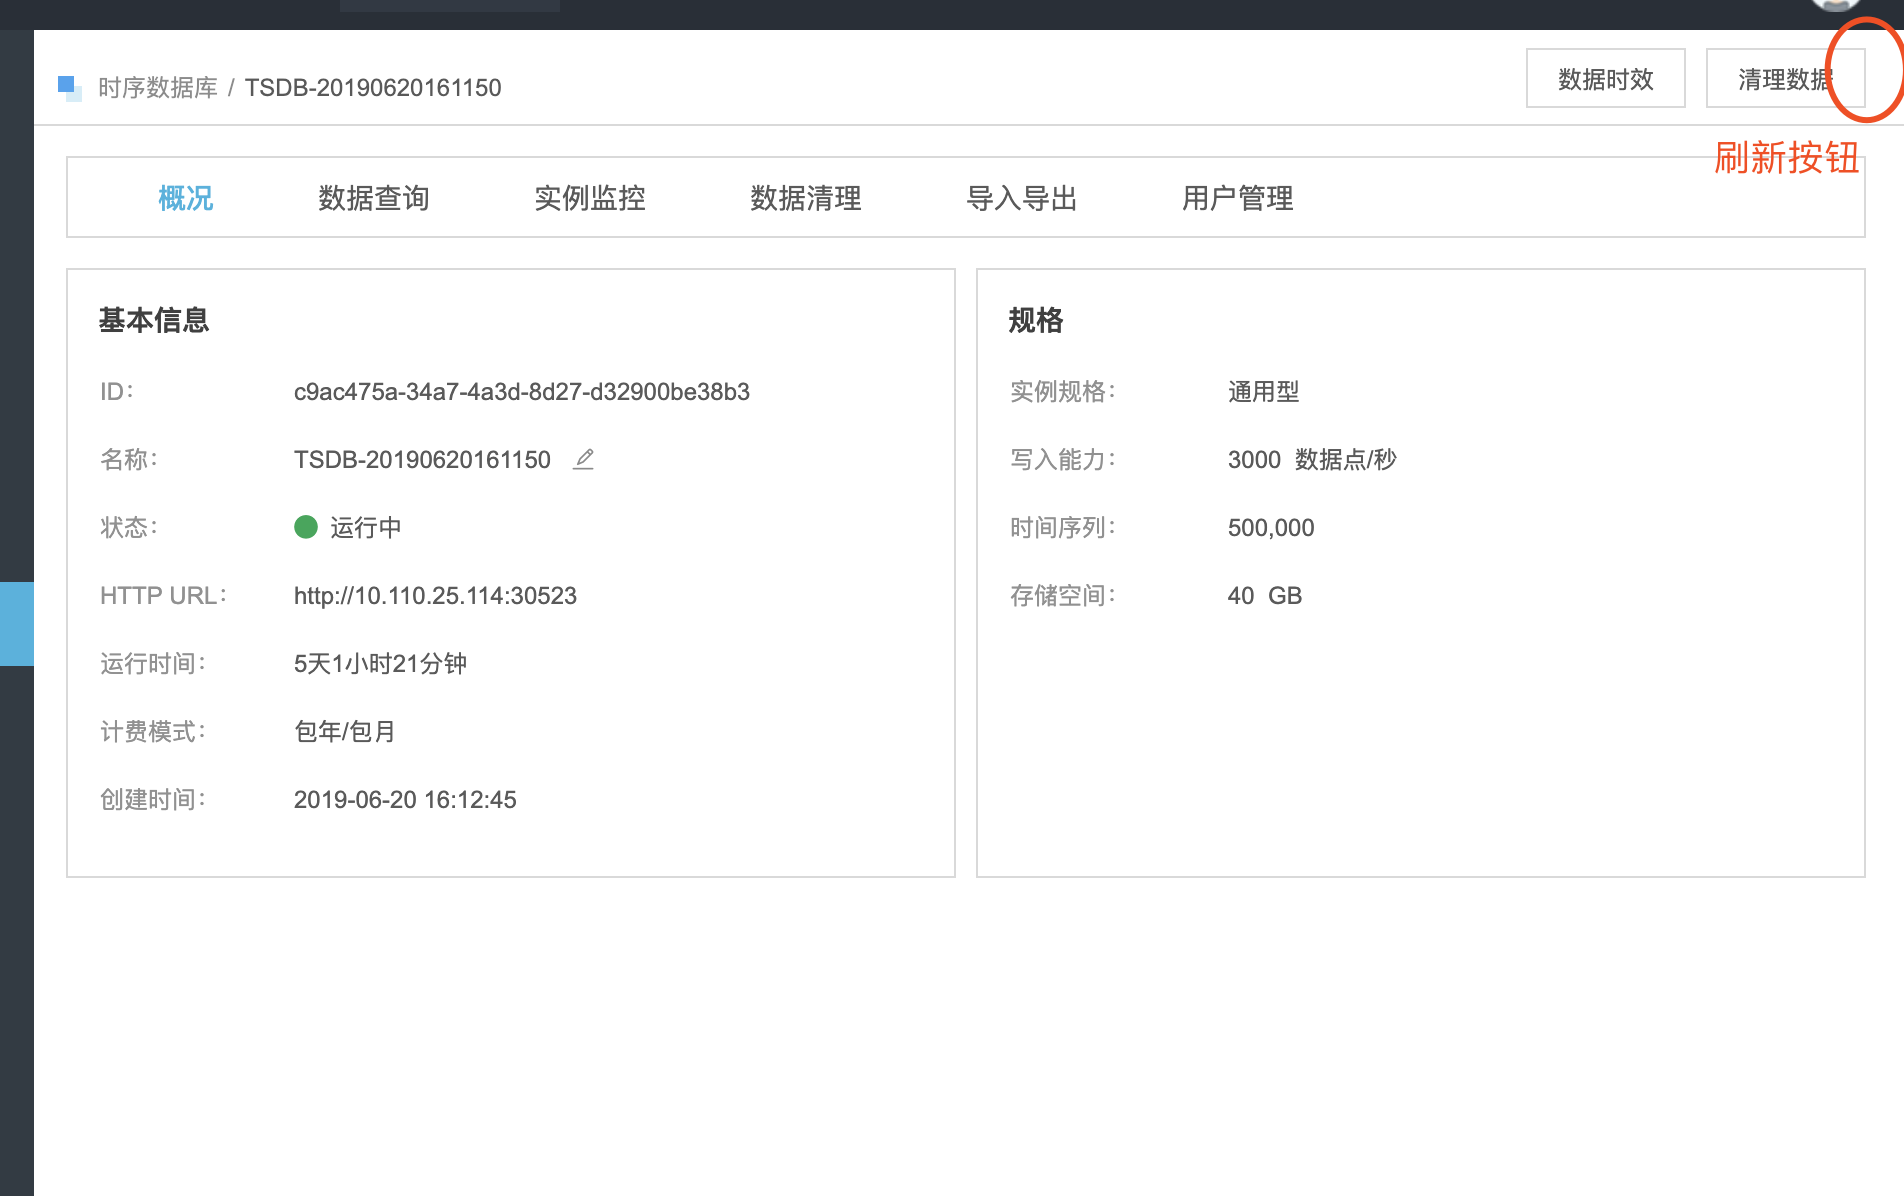 时序数据库 / TSDB-20190620161150
数据时效
清理数据
刷新按钮
概况 数据查询 实例监控 数据清理 导入导出 用户管理
基本信息
ID： c9ac475a-34a7-4a3d-8d27-d32900be38b3
名称： TSDB-20190620161150
状态： 运行中
HTTP URL： http://10.110.25.114:30523
运行时间： 5天1小时21分钟
计费模式： 包年/包月
创建时间： 2019-06-20 16:12:45
规格
实例规格： 通用型
写入能力： 3000 数据点/秒
时间序列： 500,000
存储空间： 40 GB